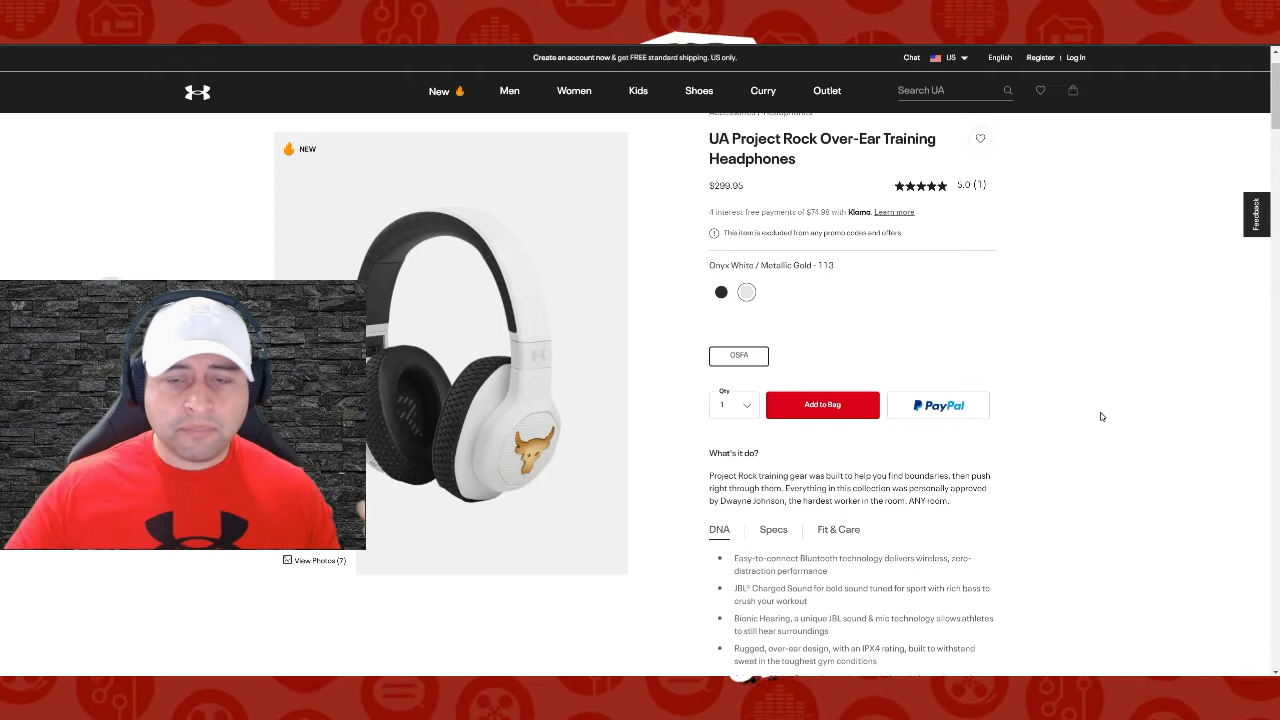 Create an account now & get FREE standard shipping. US only.
Chat
US
English
Register | Log In
New
Men
Women
Kids
Shoes
Curry
Outlet
Search UA
Accessories / Headphones
NEW
UA Project Rock Over-Ear Training
Headphones
$299.95
5.0 (1)
4 interest-free payments of $74.98 with Klarna. Learn more
This item is excluded from any promo codes and offers.
Onyx White / Metallic Gold - 113
OSFA
Qty
1
Add to Bag
PayPal
Feedback
What's it do?
Project Rock training gear was built to help you find boundaries, then push
right through them. Everything in this collection was personally approved
by Dwayne Johnson, the hardest worker in the room. ANY room.
DNA
Specs
Fit & Care
Easy-to-connect Bluetooth technology delivers wireless, zero-
distraction performance
JBL® Charged Sound for bold sound tuned for sport with rich bass to
crush your workout
Bionic Hearing, a unique JBL sound & mic technology allows athletes
to still hear surroundings
Rugged, over-ear design, with an IPX4 rating, built to withstand
sweat in the toughest gym conditions
View Photos (7)